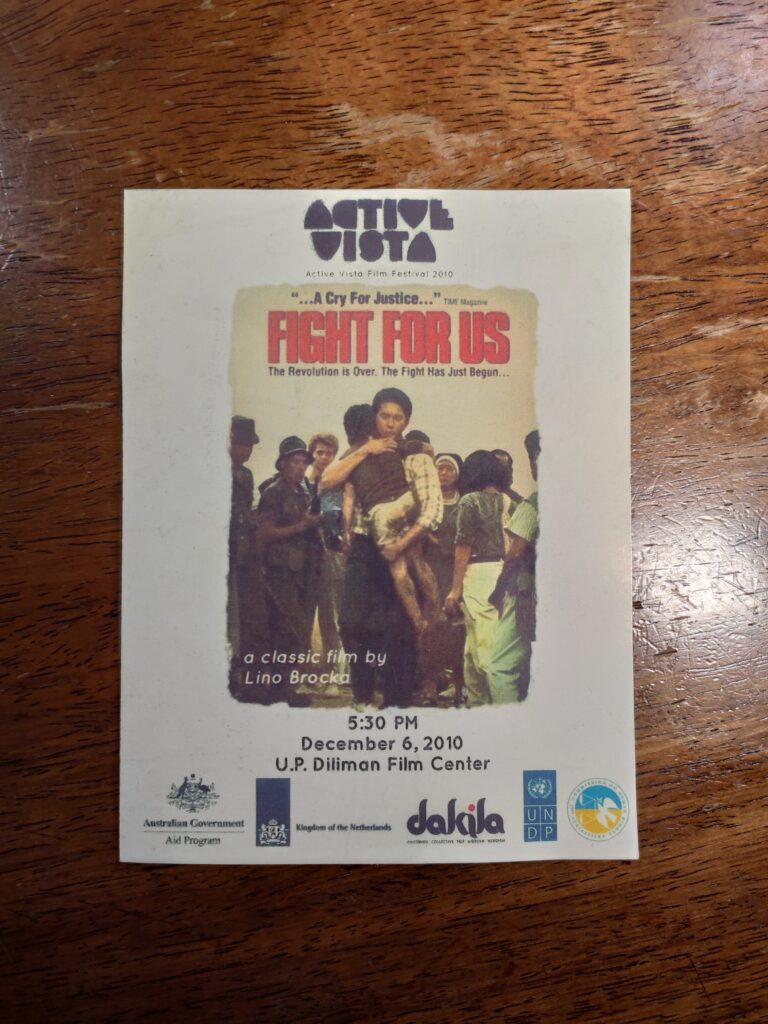 ACTIVE
VISTA
Active Vista Film Festival 2010
“...A Cry For Justice...” TIME Magazine
FIGHT FOR US
The Revolution is Over. The Fight Has Just Begun...
a classic film by
Lino Brocka
5:30 PM
December 6, 2010
U.P. Diliman Film Center
Australian Government
Aid Program
Kingdom of the Netherlands
dakila
U N
D P